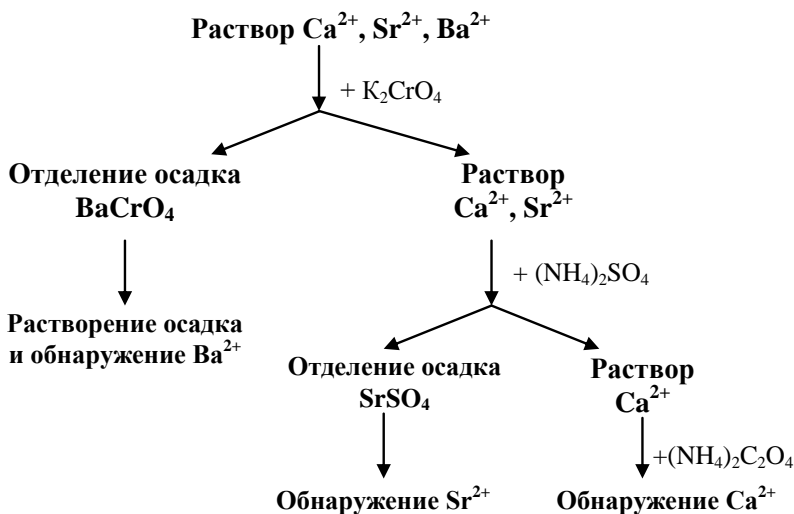 Раствор Ca²⁺, Sr²⁺, Ba²⁺
+ K₂CrO₄
Отделение осадка
BaCrO₄
Раствор
Ca²⁺, Sr²⁺
+ (NH₄)₂SO₄
Растворение осадка
и обнаружение Ba²⁺
Отделение осадка
SrSO₄
Раствор
Ca²⁺
+(NH₄)₂C₂O₄
Обнаружение Sr²⁺
Обнаружение Ca²⁺